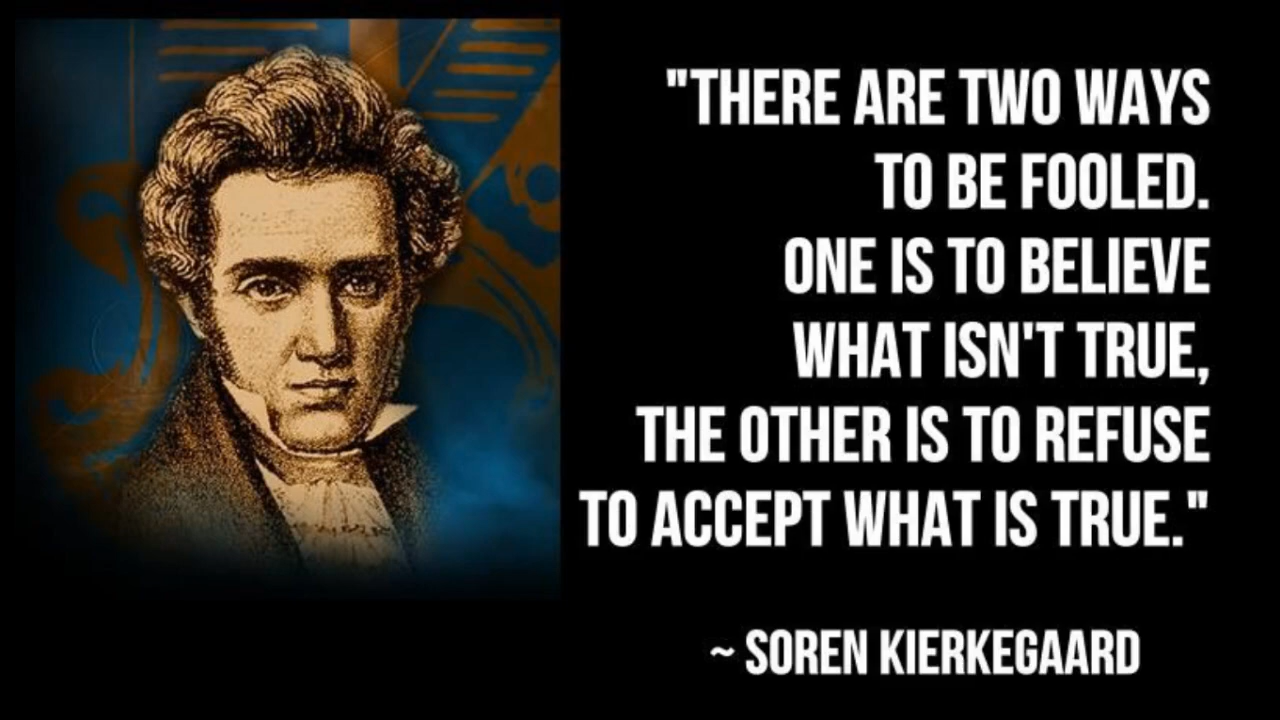 "THERE ARE TWO WAYS
TO BE FOOLED.
ONE IS TO BELIEVE
WHAT ISN'T TRUE,
THE OTHER IS TO REFUSE
TO ACCEPT WHAT IS TRUE."
~ SOREN KIERKEGAARD